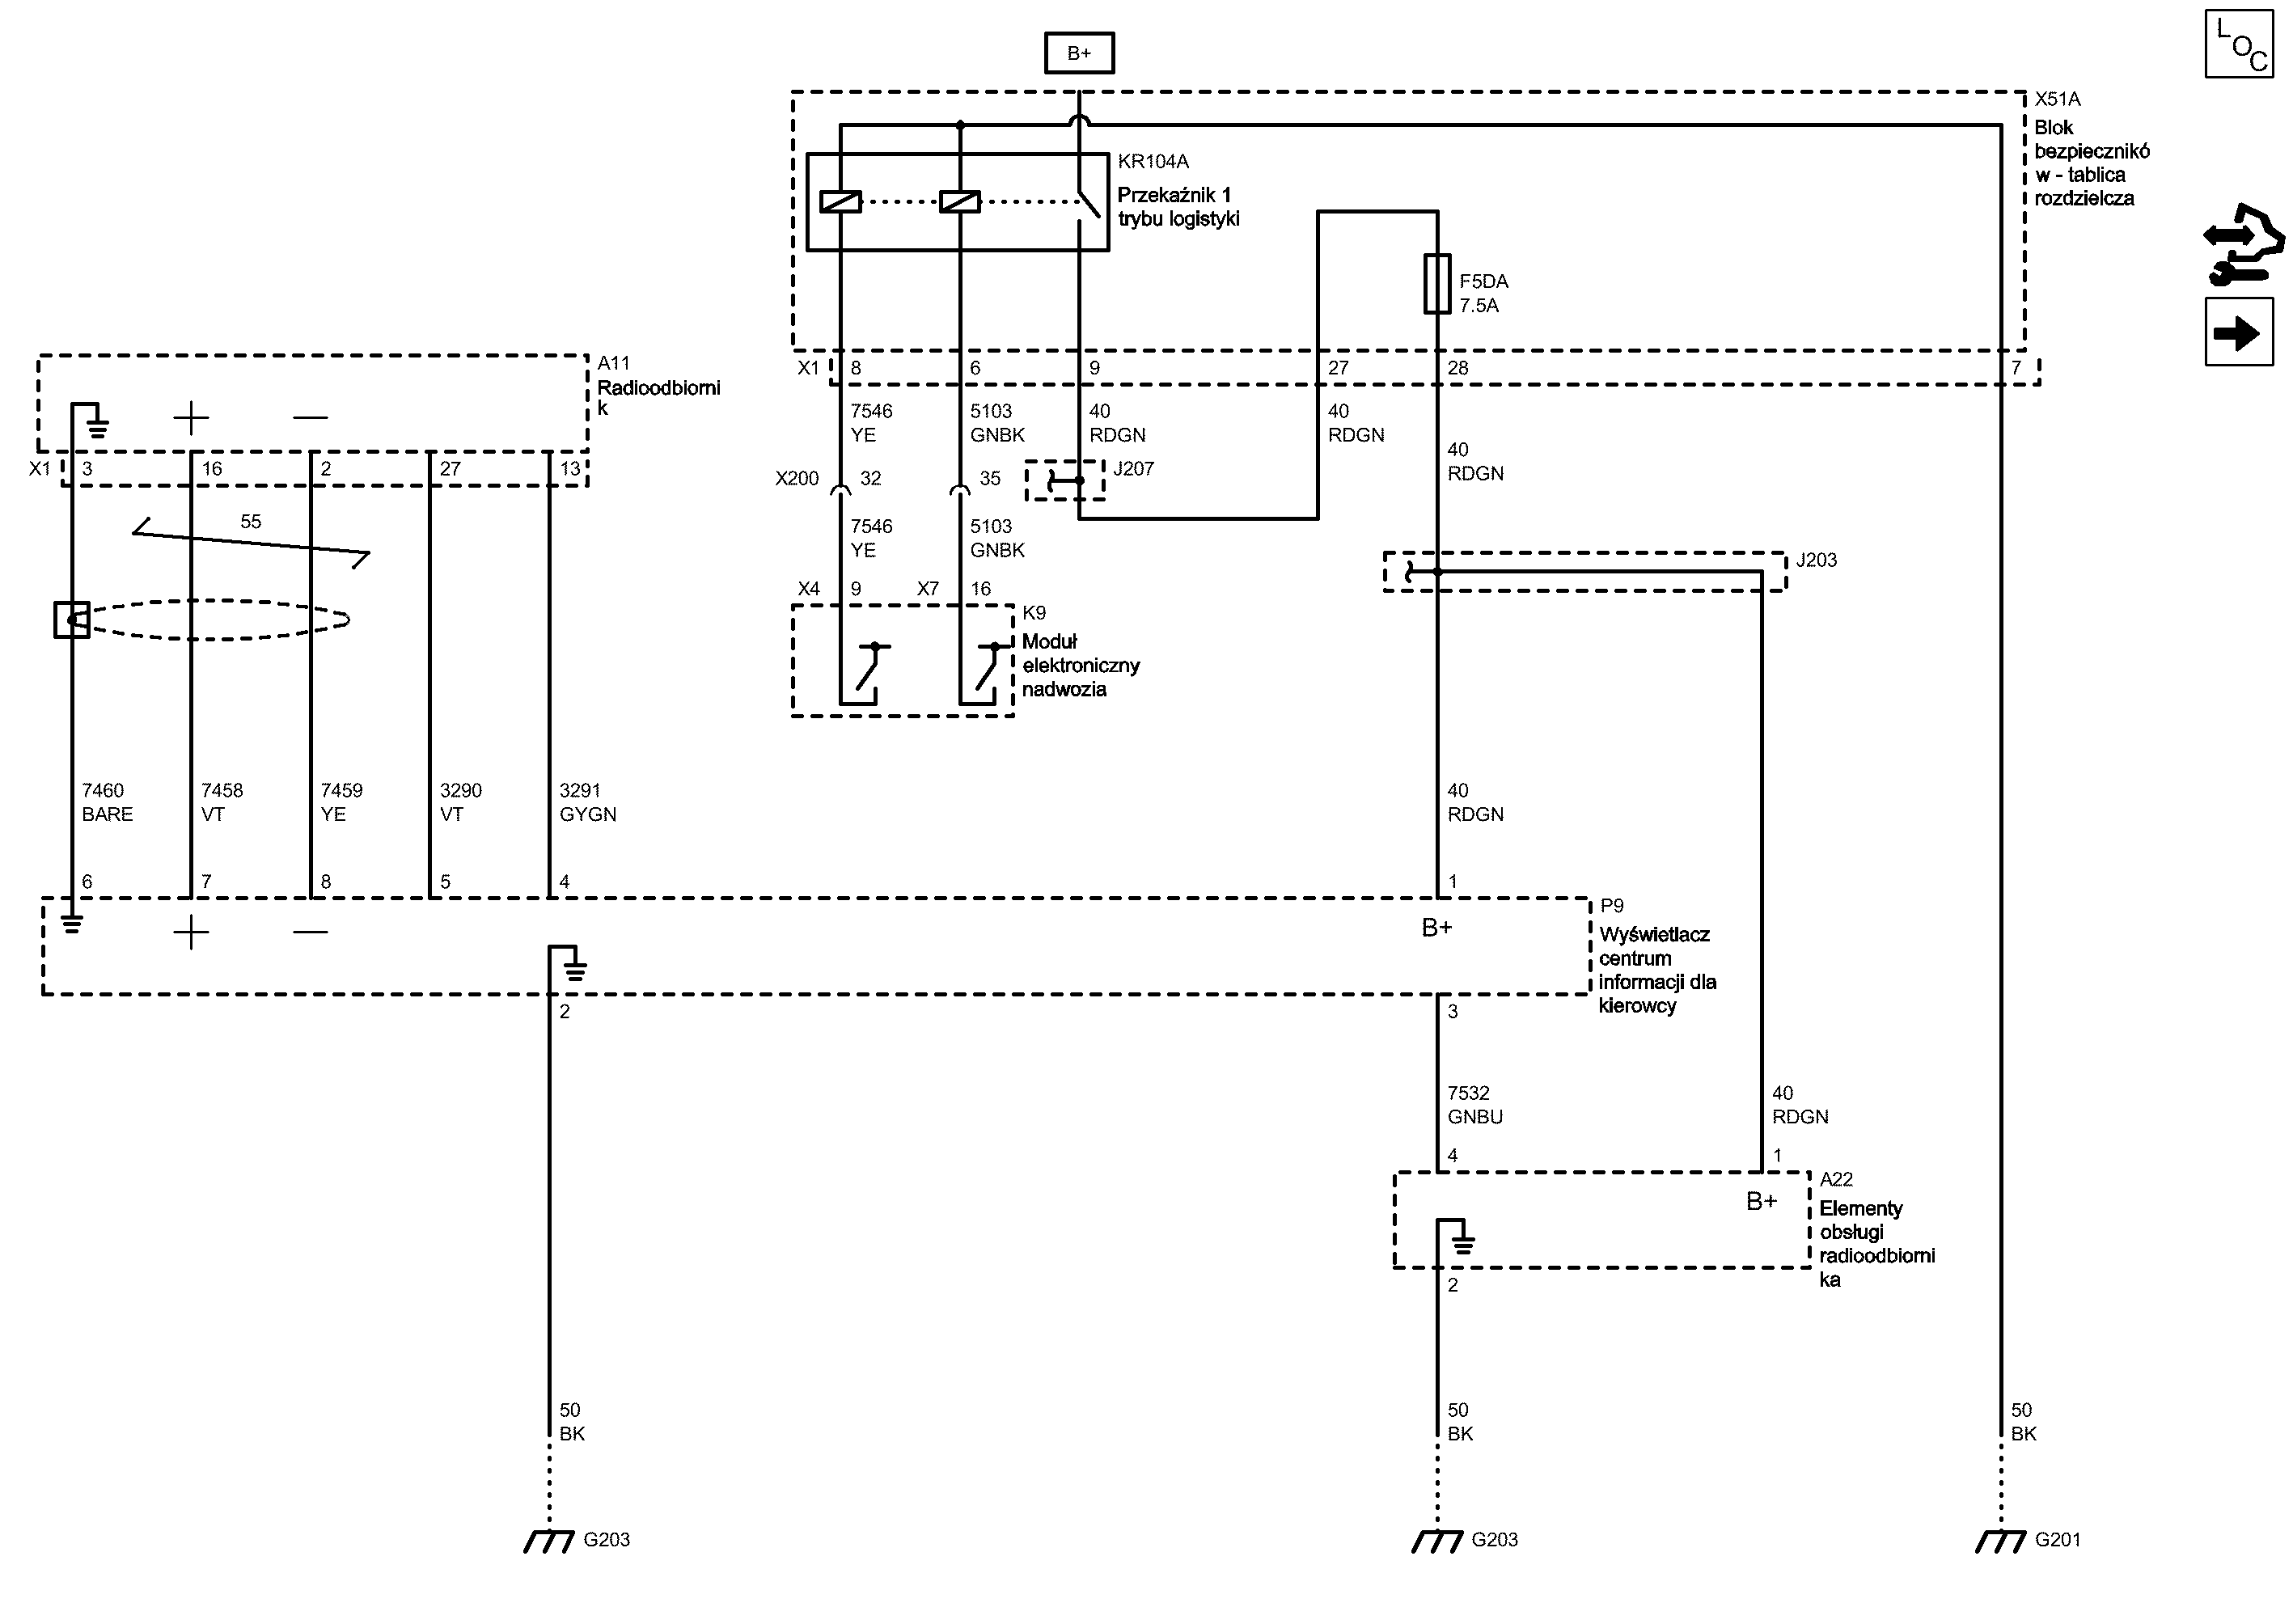 B+
LOC
X51A
Blok
bezpiecznikó
w - tablica
rozdzielcza
KR104A
Przekaźnik 1
trybu logistyki
F5DA
7.5A
X1 8 6 9 27 28 7
A11
Radioodbiorni
k
7546
YE
5103
GNBK
40
RDGN
40
RDGN
40
RDGN
X1 3 16 2 27 13
J207
X200 32 35
55
7546
YE
5103
GNBK
J203
X4 9 X7 16
K9
Moduł
elektroniczny
nadwozia
7460
BARE
7458
VT
7459
YE
3290
VT
3291
GYGN
40
RDGN
6 7 8 5 4 1
P9
Wyświetlacz
centrum
informacji dla
kierowcy
B+
2 3
7532
GNBU
40
RDGN
4 1
A22
Elementy
obsługi
radioodbiorni
ka
B+
2
50
BK
50
BK
50
BK
G203 G203 G201